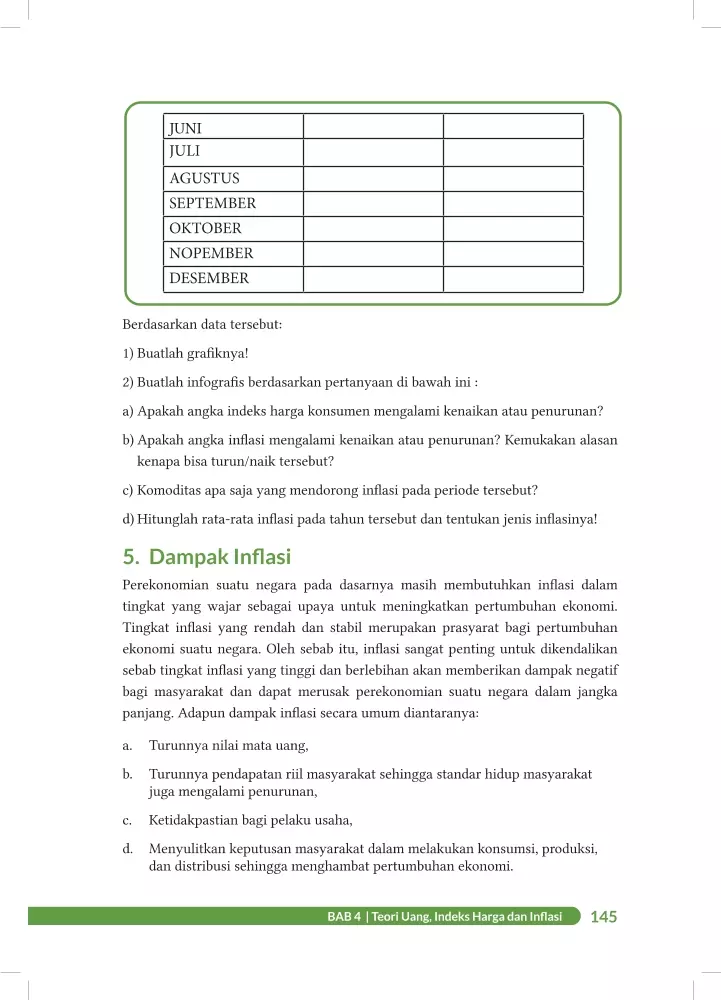 JUNI
JULI
AGUSTUS
SEPTEMBER
OKTOBER
NOPEMBER
DESEMBER
Berdasarkan data tersebut:
1) Buatlah grafiknya!
2) Buatlah infografis berdasarkan pertanyaan di bawah ini :
a) Apakah angka indeks harga konsumen mengalami kenaikan atau penurunan?
b) Apakah angka inflasi mengalami kenaikan atau penurunan? Kemukakan alasan
kenapa bisa turun/naik tersebut?
c) Komoditas apa saja yang mendorong inflasi pada periode tersebut?
d) Hitunglah rata-rata inflasi pada tahun tersebut dan tentukan jenis inflasinya!
5. Dampak Inflasi
Perekonomian suatu negara pada dasarnya masih membutuhkan inflasi dalam
tingkat yang wajar sebagai upaya untuk meningkatkan pertumbuhan ekonomi.
Tingkat inflasi yang rendah dan stabil merupakan prasyarat bagi pertumbuhan
ekonomi suatu negara. Oleh sebab itu, inflasi sangat penting untuk dikendalikan
sebab tingkat inflasi yang tinggi dan berlebihan akan memberikan dampak negatif
bagi masyarakat dan dapat merusak perekonomian suatu negara dalam jangka
panjang. Adapun dampak inflasi secara umum diantaranya:
a. Turunnya nilai mata uang,
b. Turunnya pendapatan riil masyarakat sehingga standar hidup masyarakat
juga mengalami penurunan,
c. Ketidakpastian bagi pelaku usaha,
d. Menyulitkan keputusan masyarakat dalam melakukan konsumsi, produksi,
dan distribusi sehingga menghambat pertumbuhan ekonomi.
BAB 4 | Teori Uang, Indeks Harga dan Inflasi 145